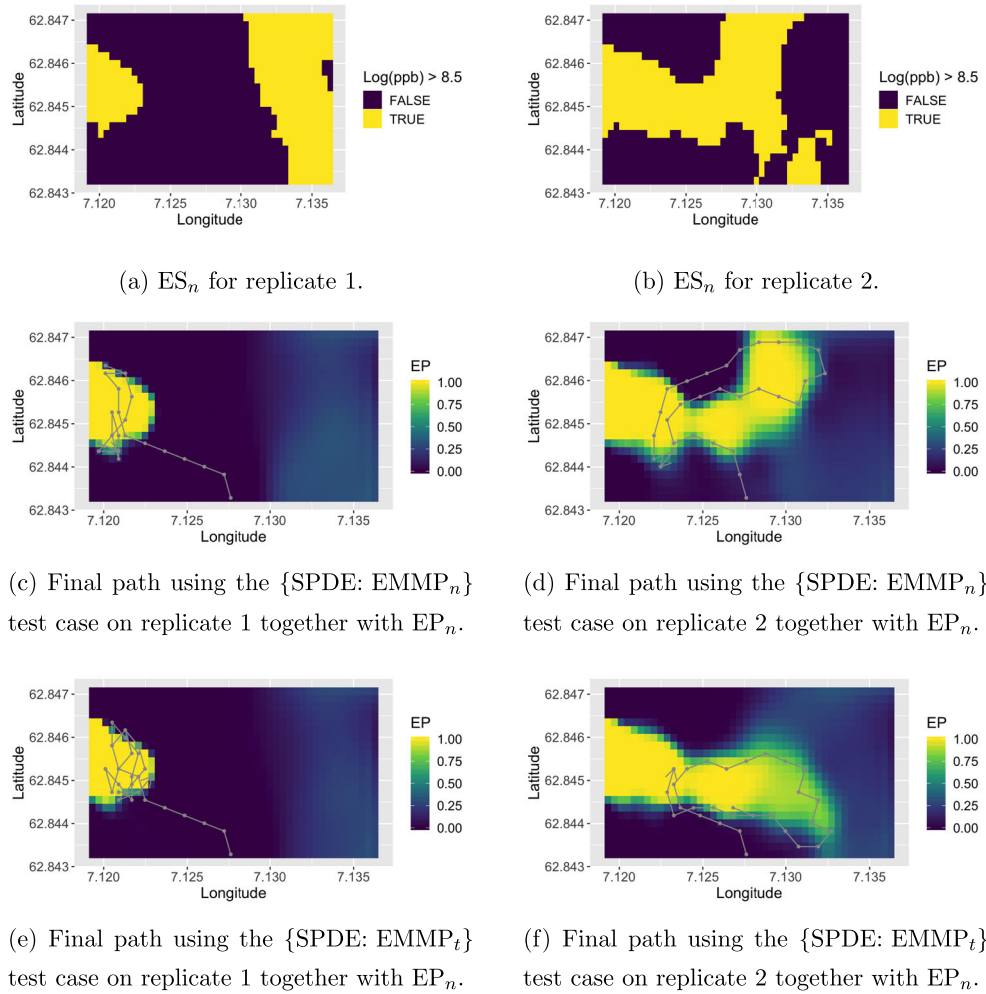 62.847
62.846
62.845
62.844
62.843
Latitude
7.120 7.125 7.130 7.135
Longitude
Log(ppb) > 8.5
FALSE
TRUE
62.847
62.846
62.845
62.844
62.843
Latitude
7.120 7.125 7.130 7.135
Longitude
Log(ppb) > 8.5
FALSE
TRUE
(a) ESₙ for replicate 1.
(b) ESₙ for replicate 2.
62.847
62.846
62.845
62.844
62.843
Latitude
7.120 7.125 7.130 7.135
Longitude
EP
1.00
0.75
0.50
0.25
0.00
62.847
62.846
62.845
62.844
62.843
Latitude
7.120 7.125 7.130 7.135
Longitude
EP
1.00
0.75
0.50
0.25
0.00
(c) Final path using the {SPDE: EMMPₙ}
test case on replicate 1 together with EPₙ.
(d) Final path using the {SPDE: EMMPₙ}
test case on replicate 2 together with EPₙ.
62.847
62.846
62.845
62.844
62.843
Latitude
7.120 7.125 7.130 7.135
Longitude
EP
1.00
0.75
0.50
0.25
0.00
62.847
62.846
62.845
62.844
62.843
Latitude
7.120 7.125 7.130 7.135
Longitude
EP
1.00
0.75
0.50
0.25
0.00
(e) Final path using the {SPDE: EMMPₜ}
test case on replicate 1 together with EPₙ.
(f) Final path using the {SPDE: EMMPₜ}
test case on replicate 2 together with EPₙ.